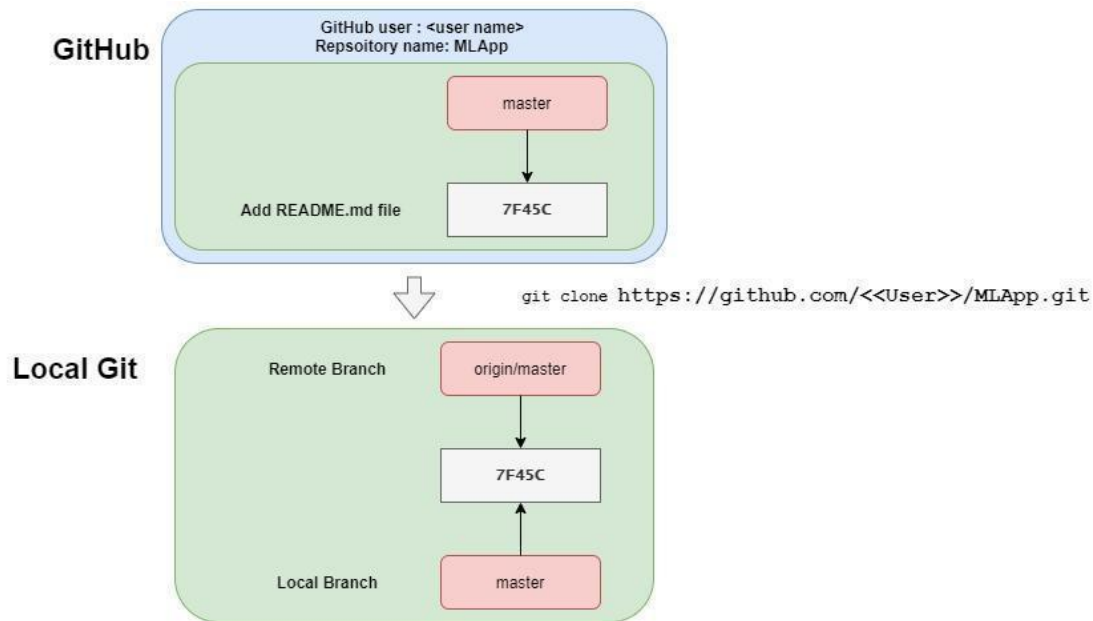 GitHub
GitHub user : <user name>
Repsoitory name: MLApp
master
Add README.md file
7F45C
git clone https://github.com/<<User>>/MLApp.git
Local Git
Remote Branch
origin/master
7F45C
Local Branch
master